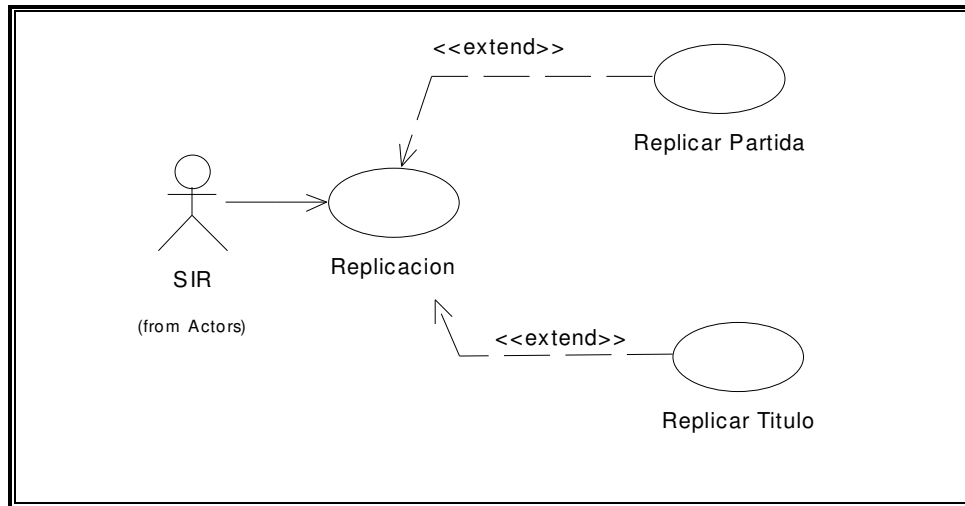 <<extend>>
Replicar Partida
SIR
(from Actors)
Replicacion
<<extend>>
Replicar Titulo